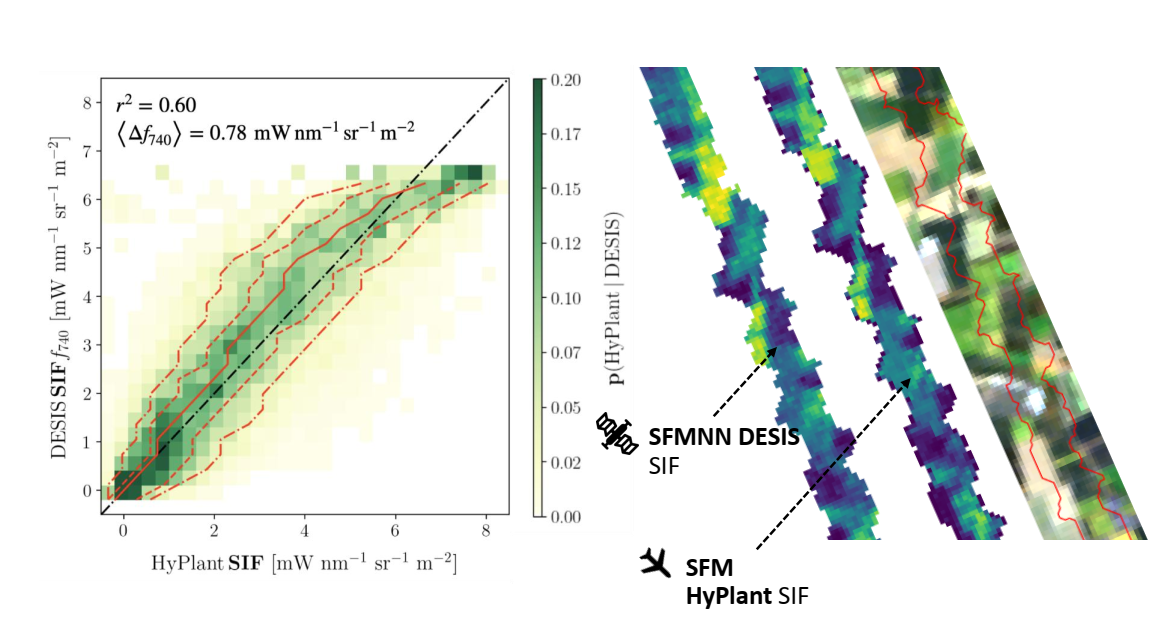 r² = 0.60
⟨Δf₇₄₀⟩ = 0.78 mW nm⁻¹ sr⁻¹ m⁻²
DESIS SIF f₇₄₀ [mW nm⁻¹ sr⁻¹ m⁻²]
8
7
6
5
4
3
2
1
0
0 2 4 6 8
HyPlant SIF [mW nm⁻¹ sr⁻¹ m⁻²]
0.20
0.17
0.15
0.12
0.10
0.07
0.05
0.02
0.00
p(HyPlant | DESIS)
SFMNN DESIS
SIF
SFM
HyPlant SIF